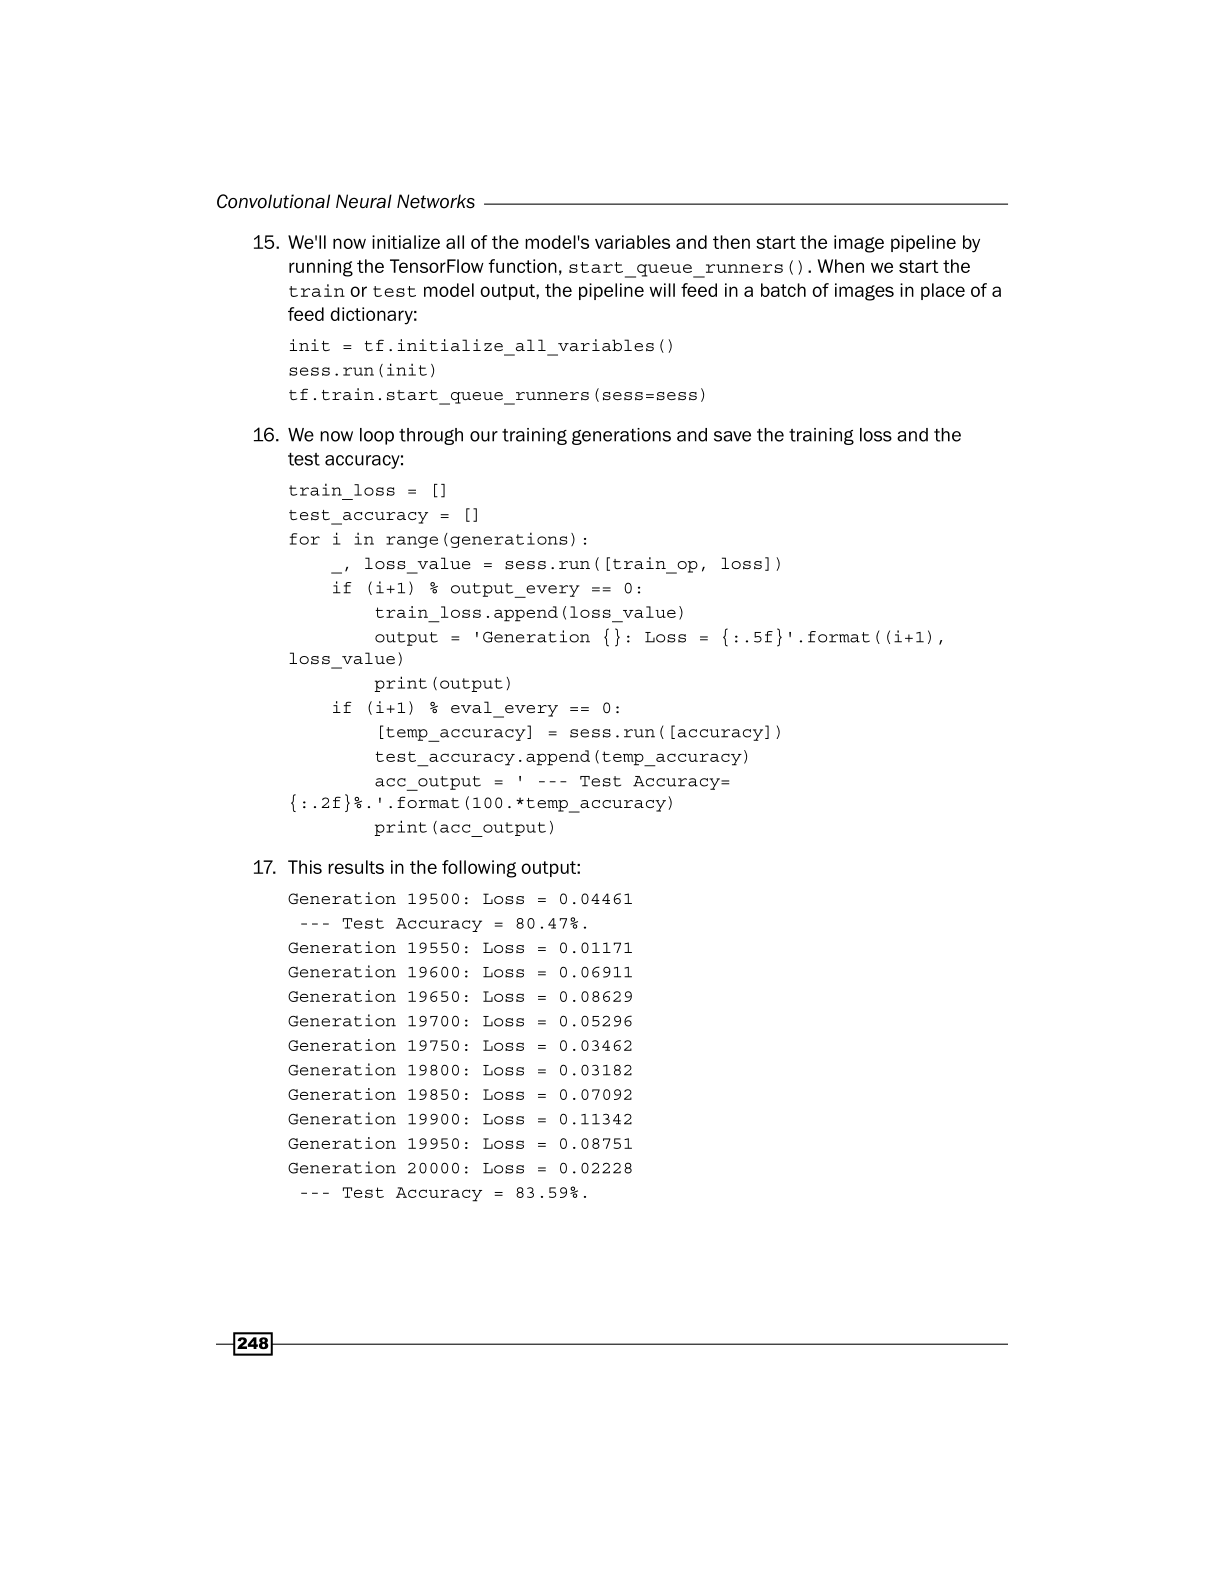 Convolutional Neural Networks
15. We'll now initialize all of the model's variables and then start the image pipeline by
running the TensorFlow function, start_queue_runners(). When we start the
train or test model output, the pipeline will feed in a batch of images in place of a
feed dictionary:
init = tf.initialize_all_variables()
sess.run(init)
tf.train.start_queue_runners(sess=sess)
16. We now loop through our training generations and save the training loss and the
test accuracy:
train_loss = []
test_accuracy = []
for i in range(generations):
    _, loss_value = sess.run([train_op, loss])
    if (i+1) % output_every == 0:
        train_loss.append(loss_value)
        output = 'Generation {}: Loss = {:.5f}'.format((i+1),
loss_value)
        print(output)
    if (i+1) % eval_every == 0:
        [temp_accuracy] = sess.run([accuracy])
        test_accuracy.append(temp_accuracy)
        acc_output = ' --- Test Accuracy=
{:.2f}%.'.format(100.*temp_accuracy)
        print(acc_output)
17. This results in the following output:
Generation 19500: Loss = 0.04461
 --- Test Accuracy = 80.47%.
Generation 19550: Loss = 0.01171
Generation 19600: Loss = 0.06911
Generation 19650: Loss = 0.08629
Generation 19700: Loss = 0.05296
Generation 19750: Loss = 0.03462
Generation 19800: Loss = 0.03182
Generation 19850: Loss = 0.07092
Generation 19900: Loss = 0.11342
Generation 19950: Loss = 0.08751
Generation 20000: Loss = 0.02228
 --- Test Accuracy = 83.59%.
248